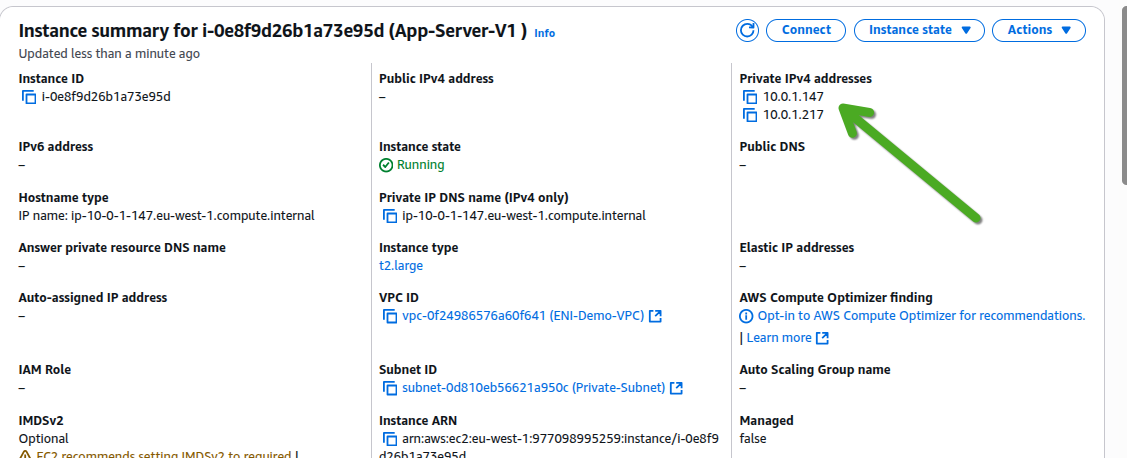 Instance summary for i-0e8f9d26b1a73e95d (App-Server-V1 ) Info
Connect
Instance state
Actions
Updated less than a minute ago
Instance ID
i-0e8f9d26b1a73e95d
Public IPv4 address
–
Private IPv4 addresses
10.0.1.147
10.0.1.217
IPv6 address
–
Instance state
Running
Public DNS
–
Hostname type
IP name: ip-10-0-1-147.eu-west-1.compute.internal
Private IP DNS name (IPv4 only)
ip-10-0-1-147.eu-west-1.compute.internal
Answer private resource DNS name
–
Instance type
t2.large
Elastic IP addresses
–
Auto-assigned IP address
–
VPC ID
vpc-0f24986576a60f641 (ENI-Demo-VPC)
AWS Compute Optimizer finding
Opt-in to AWS Compute Optimizer for recommendations.
| Learn more
IAM Role
–
Subnet ID
subnet-0d810eb56621a950c (Private-Subnet)
Auto Scaling Group name
–
IMDSv2
Optional
EC2 recommends setting IMDSv2 to required |
Instance ARN
arn:aws:ec2:eu-west-1:977098995259:instance/i-0e8f9
d26b1a73e95d
Managed
false